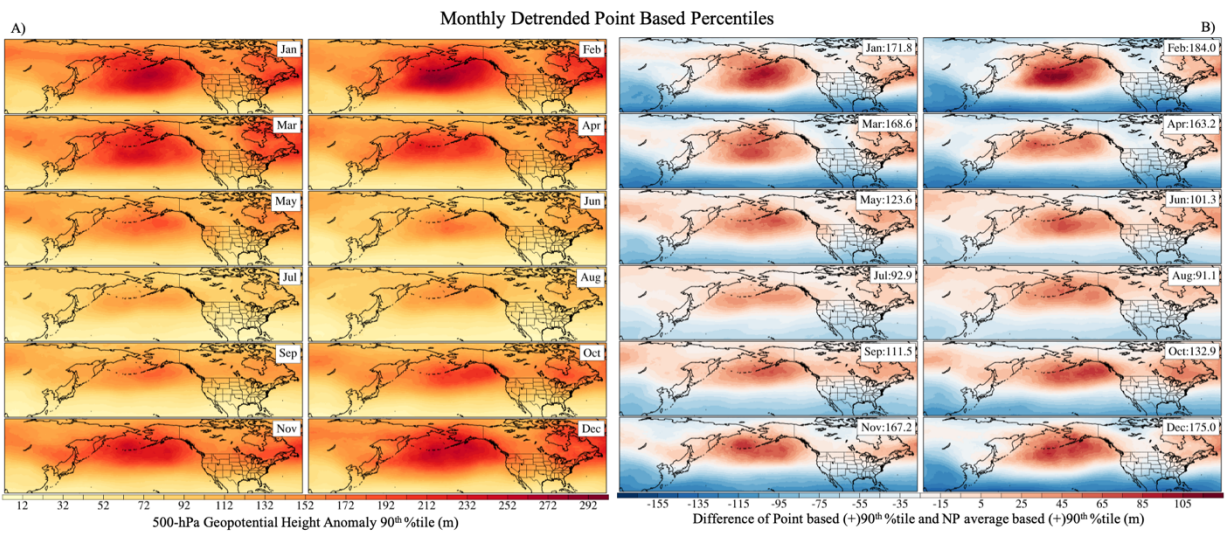 Monthly Detrended Point Based Percentiles
A)
B)
Jan
Feb
Jan:171.8
Feb:184.0
Mar
Apr
Mar:168.6
Apr:163.2
May
Jun
May:123.6
Jun:101.3
Jul
Aug
Jul:92.9
Aug:91.1
Sep
Oct
Sep:111.5
Oct:132.9
Nov
Dec
Nov:167.2
Dec:175.0
12 32 52 72 92 112 132 152 172 192 212 232 252 272 292
-155 -135 -115 -95 -75 -55 -35 -15 5 25 45 65 85 105
500-hPa Geopotential Height Anomaly 90th %tile (m)
Difference of Point based (+)90th %tile and NP average based (+)90th %tile (m)